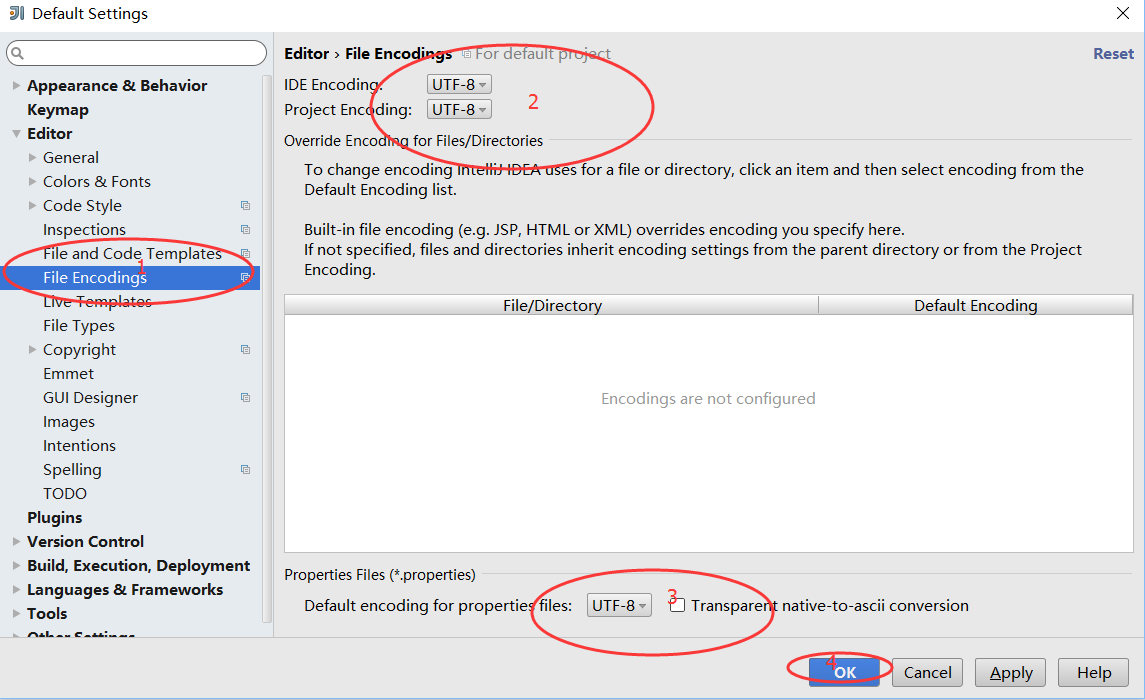 Default Settings
Appearance & Behavior
Keymap
Editor
General
Colors & Fonts
Code Style
Inspections
File and Code Templates
1
File Encodings
Live Templates
File Types
Copyright
Emmet
GUI Designer
Images
Intentions
Spelling
TODO
Plugins
Version Control
Build, Execution, Deployment
Languages & Frameworks
Tools
Other Settings
Editor › File Encodings For default project
Reset
IDE Encoding: UTF-8
2
Project Encoding: UTF-8
Override Encoding for Files/Directories
To change encoding IntelliJ IDEA uses for a file or directory, click an item and then select encoding from the
Default Encoding list.
Built-in file encoding (e.g. JSP, HTML or XML) overrides encoding you specify here.
If not specified, files and directories inherit encoding settings from the parent directory or from the Project
Encoding.
File/Directory Default Encoding
Encodings are not configured
Properties Files (*.properties)
3
Default encoding for properties files: UTF-8 Transparent native-to-ascii conversion
4
OK Cancel Apply Help